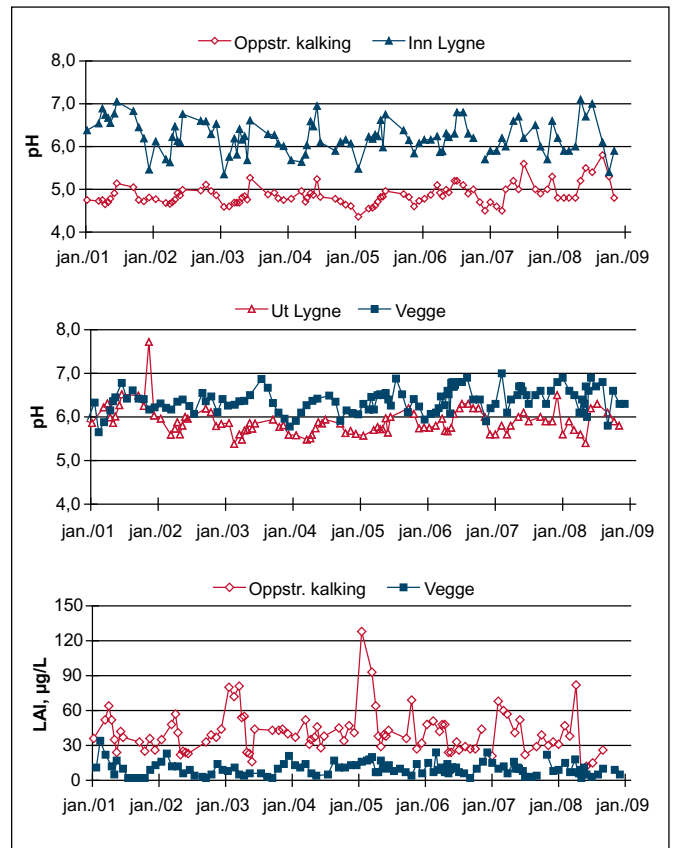 Oppstr. kalking Inn Lygne
8,0
7,0
6,0
5,0
4,0
pH
jan./01 jan./02 jan./03 jan./04 jan./05 jan./06 jan./07 jan./08 jan./09
Ut Lygne Vegge
8,0
7,0
6,0
5,0
4,0
pH
jan./01 jan./02 jan./03 jan./04 jan./05 jan./06 jan./07 jan./08 jan./09
Oppstr. kalking Vegge
150
120
90
60
30
0
LAl, µg/L
jan./01 jan./02 jan./03 jan./04 jan./05 jan./06 jan./07 jan./08 jan./09